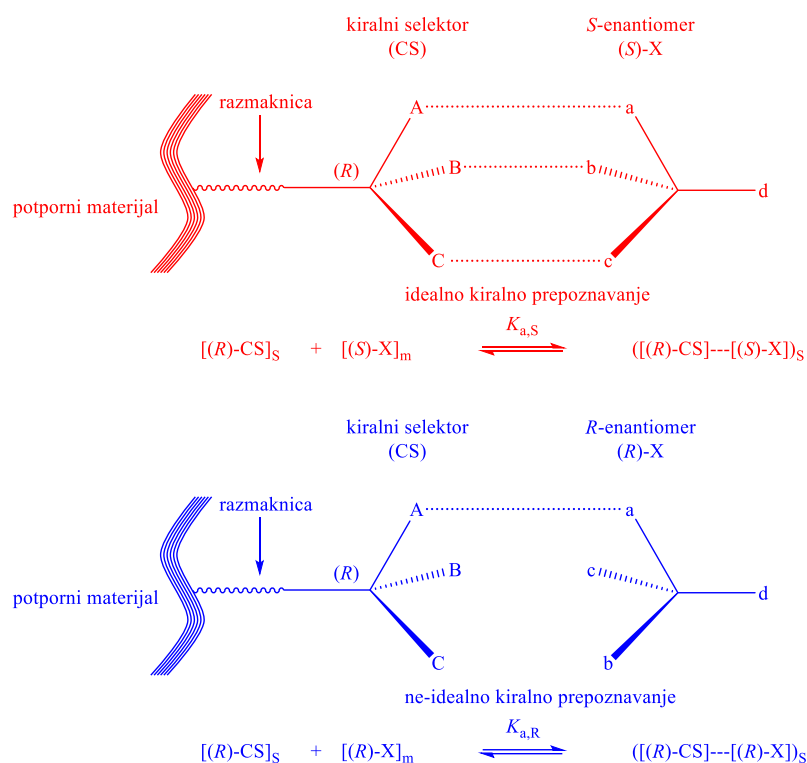 kiralni selektor
(CS)
S-enantiomer
(S)-X
razmaknica
A
a
(R)
B
b
d
potporni materijal
C
c
idealno kiralno prepoznavanje
[(R)-CS]S + [(S)-X]m Ka,S ([(R)-CS]---[(S)-X])S
kiralni selektor
(CS)
R-enantiomer
(R)-X
razmaknica
A
a
(R)
B
c
d
potporni materijal
C
b
ne-idealno kiralno prepoznavanje
[(R)-CS]S + [(R)-X]m Ka,R ([(R)-CS]---[(R)-X])S